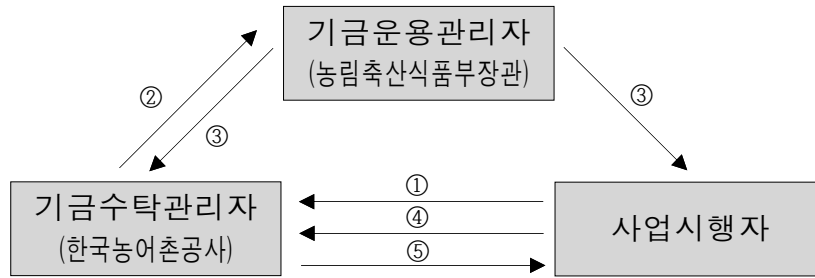 기금운용관리자
(농림축산식품부장관)
②
③
③
기금수탁관리자
(한국농어촌공사)
①
④
⑤
사업시행자